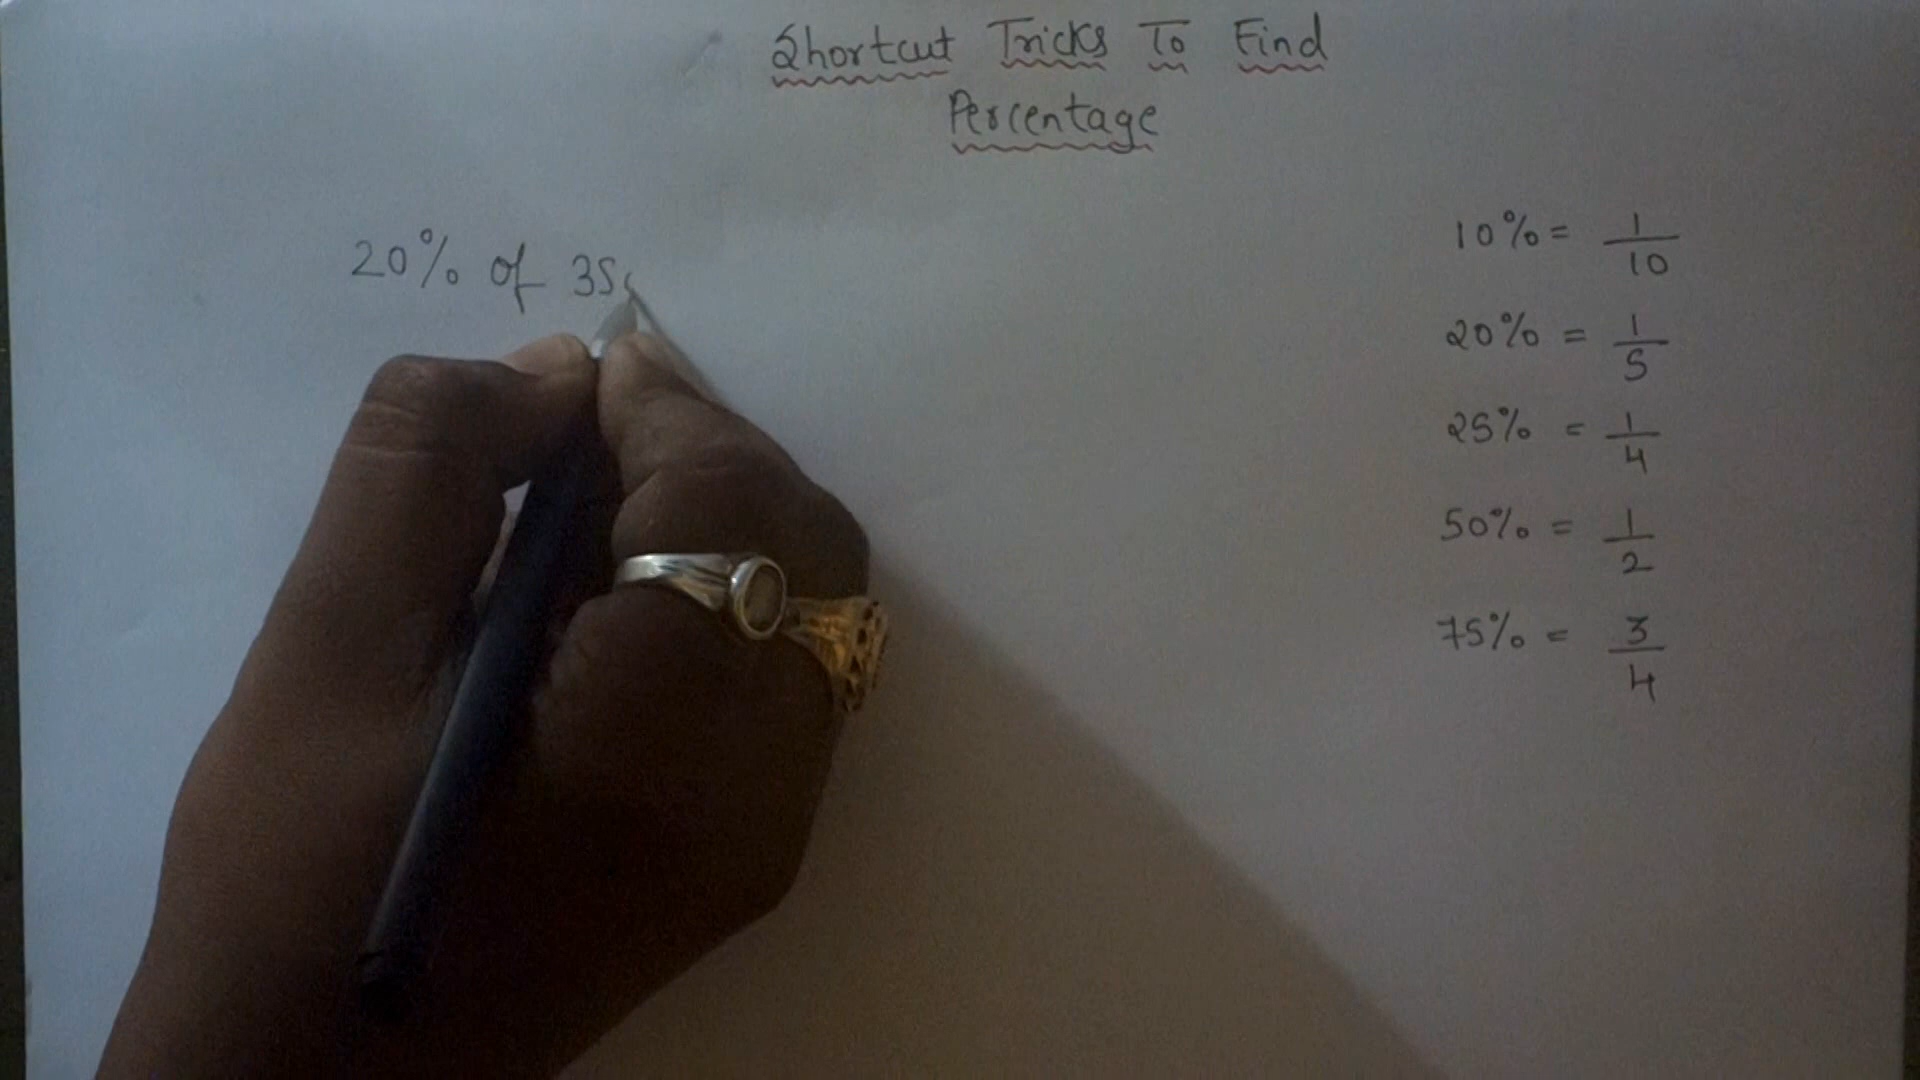 Shortcut Tricks To Find
Percentage
20% of 35
10% = 1/10
20% = 1/5
25% = 1/4
50% = 1/2
75% = 3/4